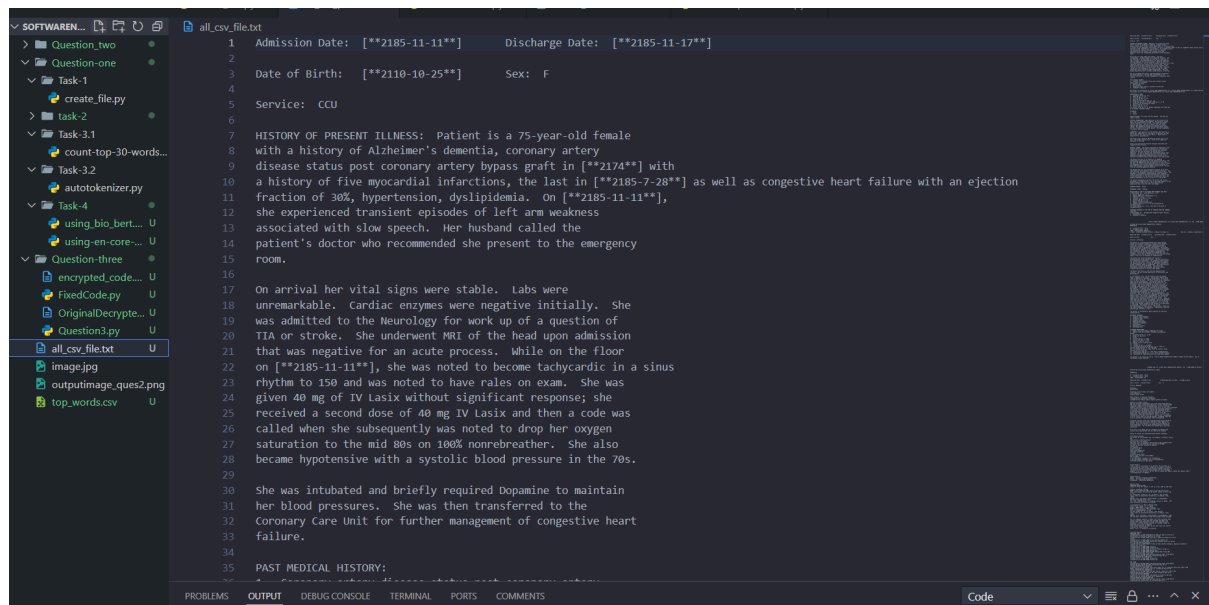 SOFTWAREN...
Question_two
Question-one
Task-1
create_file.py
task-2
Task-3.1
count-top-30-words...
Task-3.2
autotokenizer.py
Task-4
using_bio_bert.... U
using-en-core-... U
Question-three
encrypted_code.... U
FixedCode.py U
OriginalDecrypte... U
Question3.py U
all_csv_file.txt U
image.jpg
outputimage_ques2.png
top_words.csv U
all_csv_file.txt
1 Admission Date: [**2185-11-11**] Discharge Date: [**2185-11-17**]
2
3 Date of Birth: [**2110-10-25**] Sex: F
4
5 Service: CCU
6
7 HISTORY OF PRESENT ILLNESS: Patient is a 75-year-old female
8 with a history of Alzheimer's dementia, coronary artery
9 disease status post coronary artery bypass graft in [**2174**] with
10 a history of five myocardial infarctions, the last in [**2185-7-28**] as well as congestive heart failure with an ejection
11 fraction of 30%, hypertension, dyslipidemia. On [**2185-11-11**],
12 she experienced transient episodes of left arm weakness
13 associated with slow speech. Her husband called the
14 patient's doctor who recommended she present to the emergency
15 room.
16
17 On arrival her vital signs were stable. Labs were
18 unremarkable. Cardiac enzymes were negative initially. She
19 was admitted to the Neurology for work up of a question of
20 TIA or stroke. She underwent MRI of the head upon admission
21 that was negative for an acute process. While on the floor
22 on [**2185-11-11**], she was noted to become tachycardic in a sinus
23 rhythm to 150 and was noted to have rales on exam. She was
24 given 40 mg of IV Lasix without significant response; she
25 received a second dose of 40 mg IV Lasix and then a code was
26 called when she subsequently was noted to drop her oxygen
27 saturation to the mid 80s on 100% nonrebreather. She also
28 became hypotensive with a systolic blood pressure in the 70s.
29
30 She was intubated and briefly required Dopamine to maintain
31 her blood pressures. She was then transferred to the
32 Coronary Care Unit for further management of congestive heart
33 failure.
34
35 PAST MEDICAL HISTORY:
PROBLEMS OUTPUT DEBUG CONSOLE TERMINAL PORTS COMMENTS Code